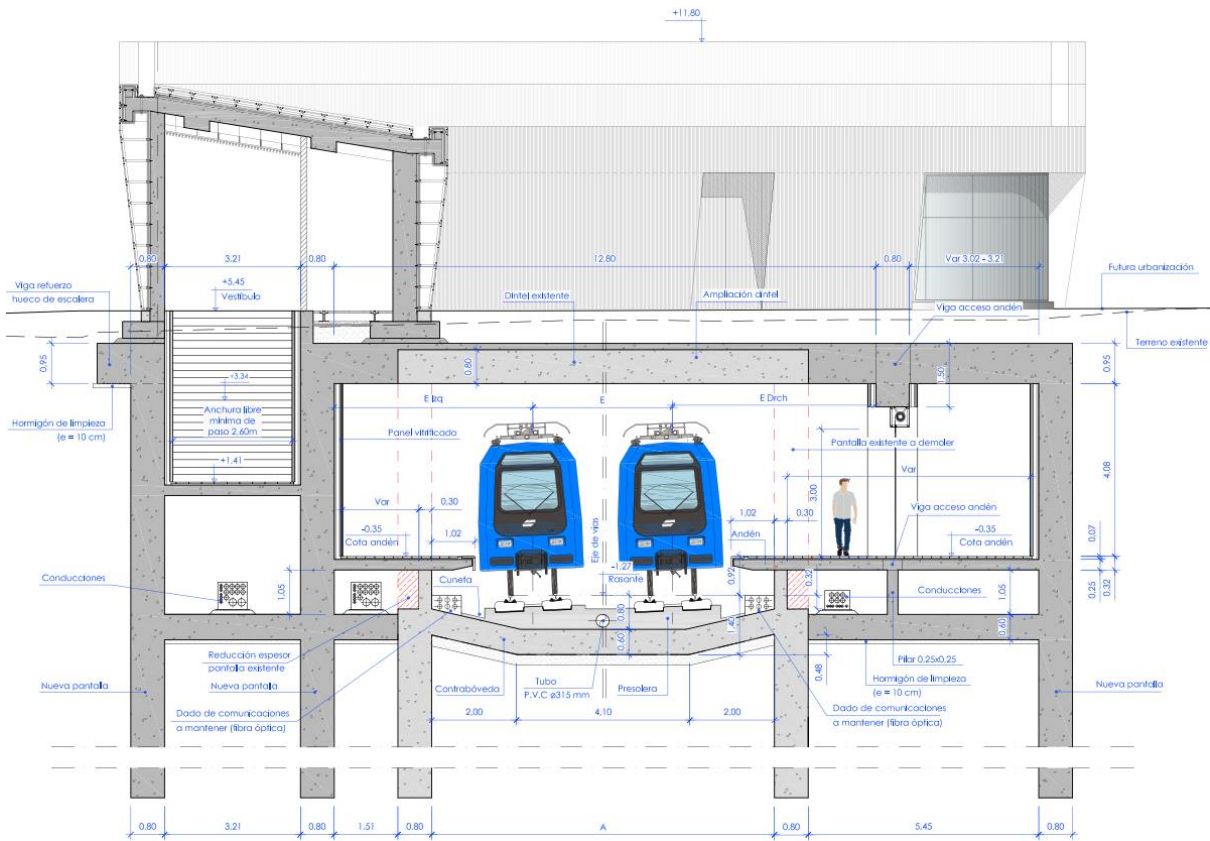 +11,80
0.80
3.21
0.80
12.80
0.80
Var 3.02 - 3.21
Viga refuerzo
hueco de escalera
+5.45
Vestíbulo
Dintel existente
Ampliación dintel
Futura urbanización
Viga acceso andén
Terreno existente
0.95
0.80
1.50
0.95
+3.34
Anchura libre
mínima de
paso 2,60m
Hormigón de limpieza
(e = 10 cm)
E Izq
E
E Drch
Panel vitrificado
Pantalla existente a demoler
+1.41
Var
Var
4.08
3.00
0.30
1.02
1.02
0.30
Viga acceso andén
-0.35
Cota andén
Eje de vías
Andén
-0.35
Cota andén
0.07
Conducciones
1.05
Cuneta
-1.27
Rasante
0.92
0.32
Conducciones
1.05
0.25
0.32
0.80
0.60
1.40
0.60
0.48
Reducción espesor
pantalla existente
Pilar 0,25x0,25
Nueva pantalla
Nueva pantalla
Contrabóveda
Tubo
P.V.C ø315 mm
Presolera
Hormigón de limpieza
(e = 10 cm)
Nueva pantalla
Dado de comunicaciones
a mantener (fibra óptica)
Dado de comunicaciones
a mantener (fibra óptica)
2,00
4,10
2,00
0.80
3.21
0.80
1.51
0.80
A
0.80
5.45
0.80